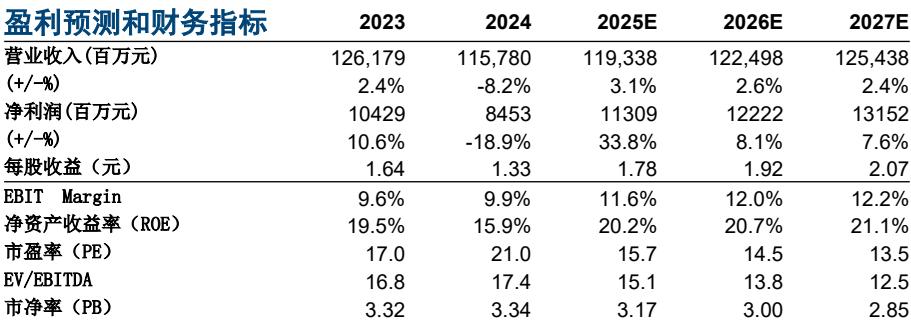 盈利预测和财务指标 2023 2024 2025E 2026E 2027E
营业收入(百万元) 126,179 115,780 119,338 122,498 125,438
(+/-%) 2.4% -8.2% 3.1% 2.6% 2.4%
净利润(百万元) 10429 8453 11309 12222 13152
(+/-%) 10.6% -18.9% 33.8% 8.1% 7.6%
每股收益（元） 1.64 1.33 1.78 1.92 2.07
EBIT Margin 9.6% 9.9% 11.6% 12.0% 12.2%
净资产收益率（ROE） 19.5% 15.9% 20.2% 20.7% 21.1%
市盈率（PE） 17.0 21.0 15.7 14.5 13.5
EV/EBITDA 16.8 17.4 15.1 13.8 12.5
市净率（PB） 3.32 3.34 3.17 3.00 2.85